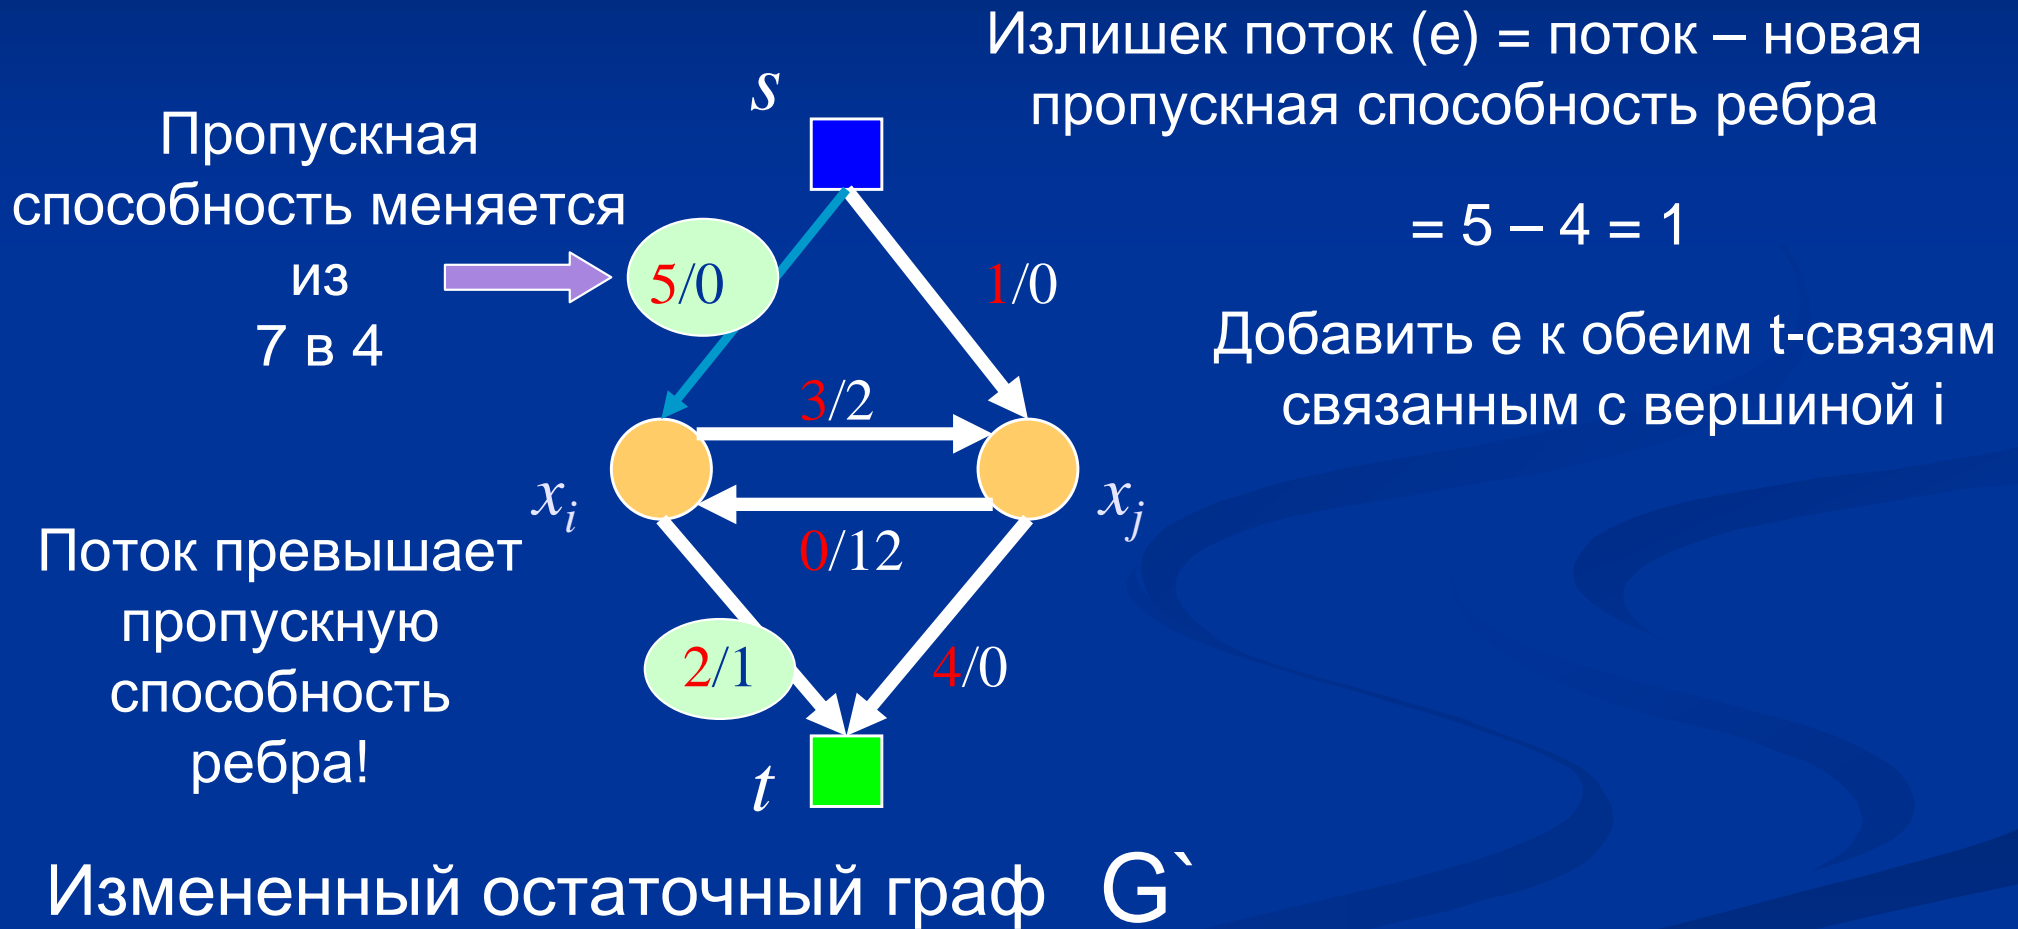 Излишек поток (e) = поток – новая
пропускная способность ребра
= 5 – 4 = 1
Добавить e к обеим t-связям
связанным с вершиной i
Пропускная
способность меняется
из
7 в 4
s
5/0
1/0
3/2
x_i
x_j
0/12
2/1
4/0
t
Поток превышает
пропускную
способность
ребра!
Измененный остаточный граф G`